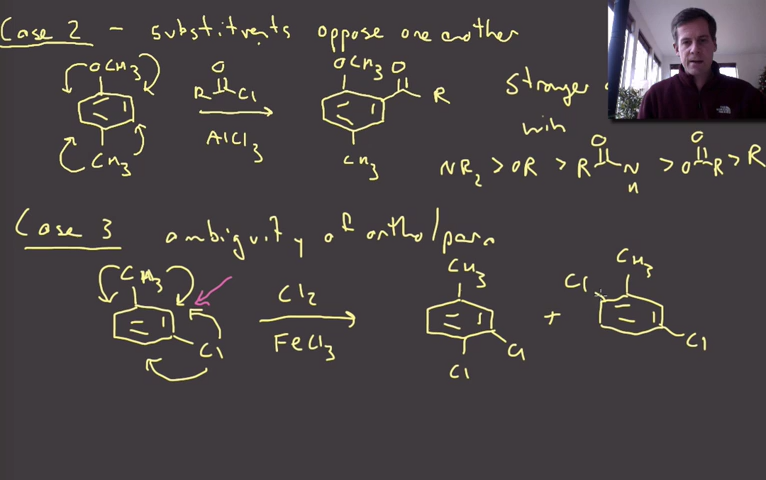 Case 2 – substituents oppose one another
OCH3
R O Cl
AlCl3
CH3
OCH3 O R
CH3
stronger
win
NR2 > OR > R O N H > O O R > R
Case 3 ambiguity of ortho/para
CH3
Cl
Cl2
FeCl3
CH3
Cl
Cl
+
CH3
Cl
Cl